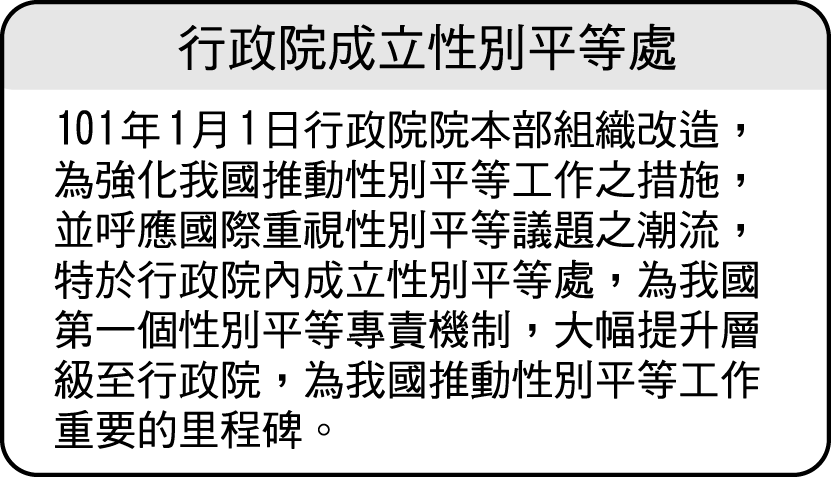 行政院成立性別平等處
101年1月1日行政院院本部組織改造，
為強化我國推動性別平等工作之措施，
並呼應國際重視性別平等議題之潮流，
特於行政院內成立性別平等處，為我國
第一個性別平等專責機制，大幅提升層
級至行政院，為我國推動性別平等工作
重要的里程碑。